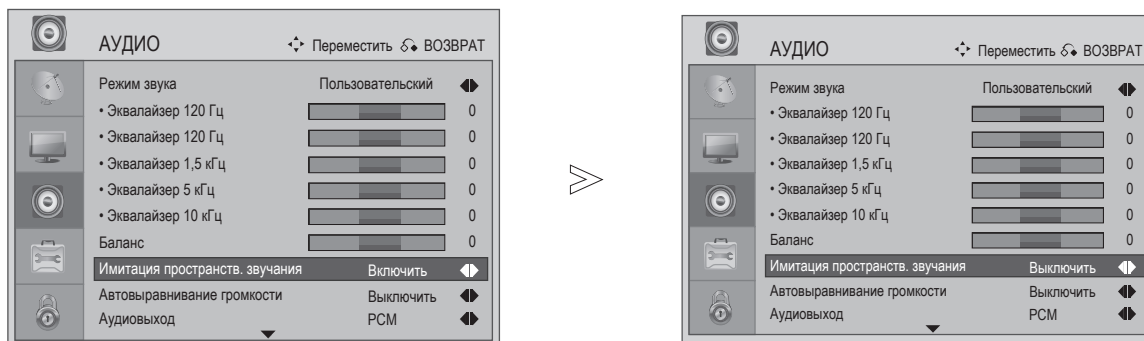 АУДИО Переместить ВОЗВРАТ
Режим звука Пользовательский
• Эквалайзер 120 Гц 0
• Эквалайзер 120 Гц 0
• Эквалайзер 1,5 кГц 0
• Эквалайзер 5 кГц 0
• Эквалайзер 10 кГц 0
Баланс 0
Имитация пространств. звучания Включить
Автовыравнивание громкости Выключить
Аудиовыход PCM
АУДИО Переместить ВОЗВРАТ
Режим звука Пользовательский
• Эквалайзер 120 Гц 0
• Эквалайзер 120 Гц 0
• Эквалайзер 1,5 кГц 0
• Эквалайзер 5 кГц 0
• Эквалайзер 10 кГц 0
Баланс 0
Имитация пространств. звучания Выключить
Автовыравнивание громкости Выключить
Аудиовыход PCM